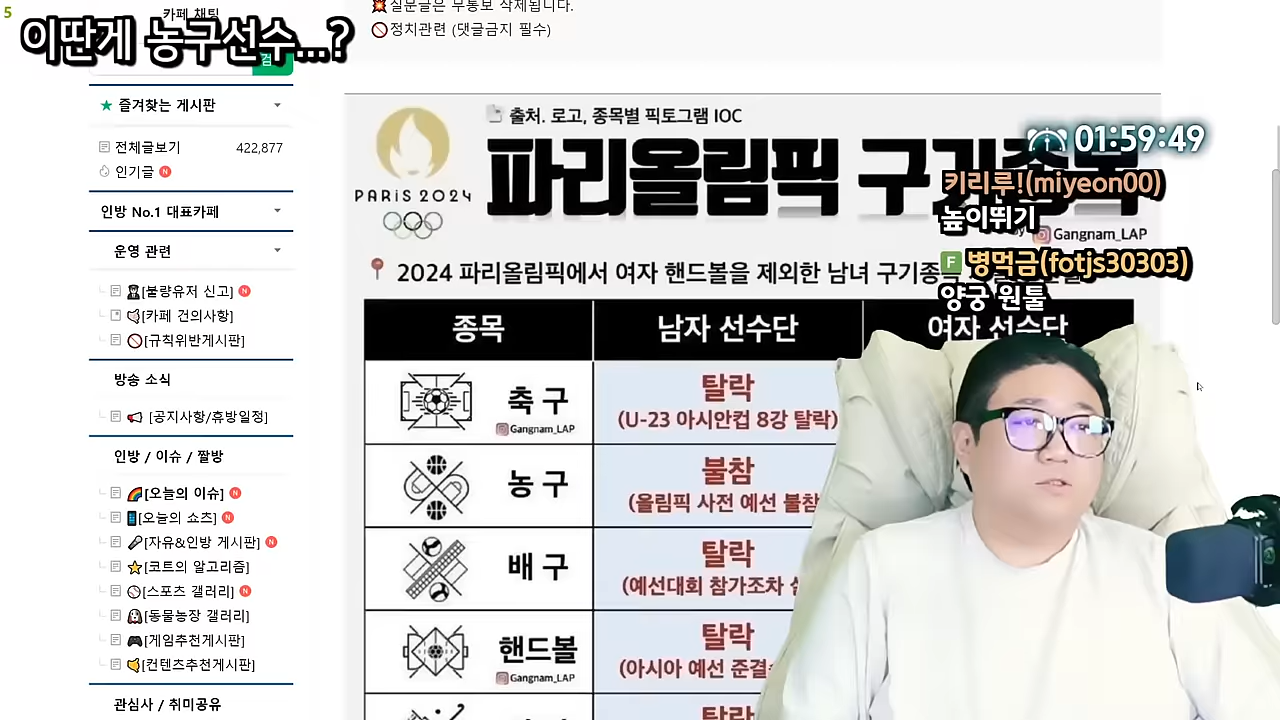 5
카페 채팅
이딴게 농구선수...?
검
★ 즐겨찾는 게시판
전체글보기 422,877
인기글 N
인방 No.1 대표카페
운영 관련
[불량유저 신고] N
[카페 건의사항]
[규칙위반게시판]
방송 소식
[공지사항/휴방일정]
인방 / 이슈 / 짤방
[오늘의 이슈] N
[오늘의 쇼츠] N
[자유&인방 게시판] N
[코트의 알고리즘]
[스포츠 갤러리] N
[동물농장 갤러리]
[게임추천게시판]
[컨텐츠추천게시판]
관심사 / 취미공유
질문글은 무통보 삭제됩니다.
정치관련 (댓글금지 필수)
출처. 로고, 종목별 픽토그램 IOC
파리올림픽 구기종목
PARIS 2024
by Gangnam_LAP
2024 파리올림픽에서 여자 핸드볼을 제외한 남녀 구기종
01:59:49
키리루!(miyeon00)
높이뛰기
F 병먹금(fotjs30303)
양궁 원툴
종목 남자 선수단 여자 선수단
축구
Gangnam_LAP
탈락
(U-23 아시안컵 8강 탈락)
농구
불참
(올림픽 사전 예선 불참
배구
탈락
(예선대회 참가조차
핸드볼
Gangnam_LAP
탈락
(아시아 예선 준결
탈락